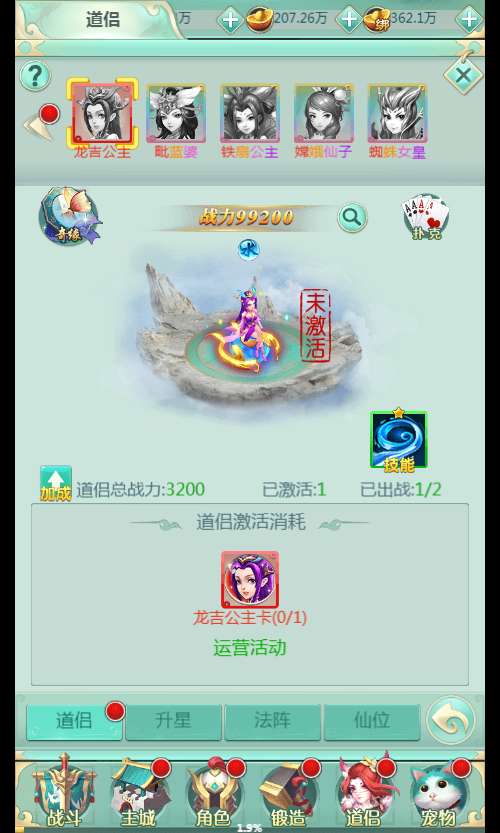 道侣
万
207.26万
绑
362.1万
?
龙吉公主
毗蓝婆
铁扇公主
嫦娥仙子
蜘蛛女皇
奇缘
战力99200
扑克
水
未激活
技能
加成
道侣总战力:3200
已激活:1
已出战:1/2
道侣激活消耗
龙吉公主卡(0/1)
运营活动
道侣
升星
法阵
仙位
战斗
主城
角色
锻造
道侣
宠物
1.9%